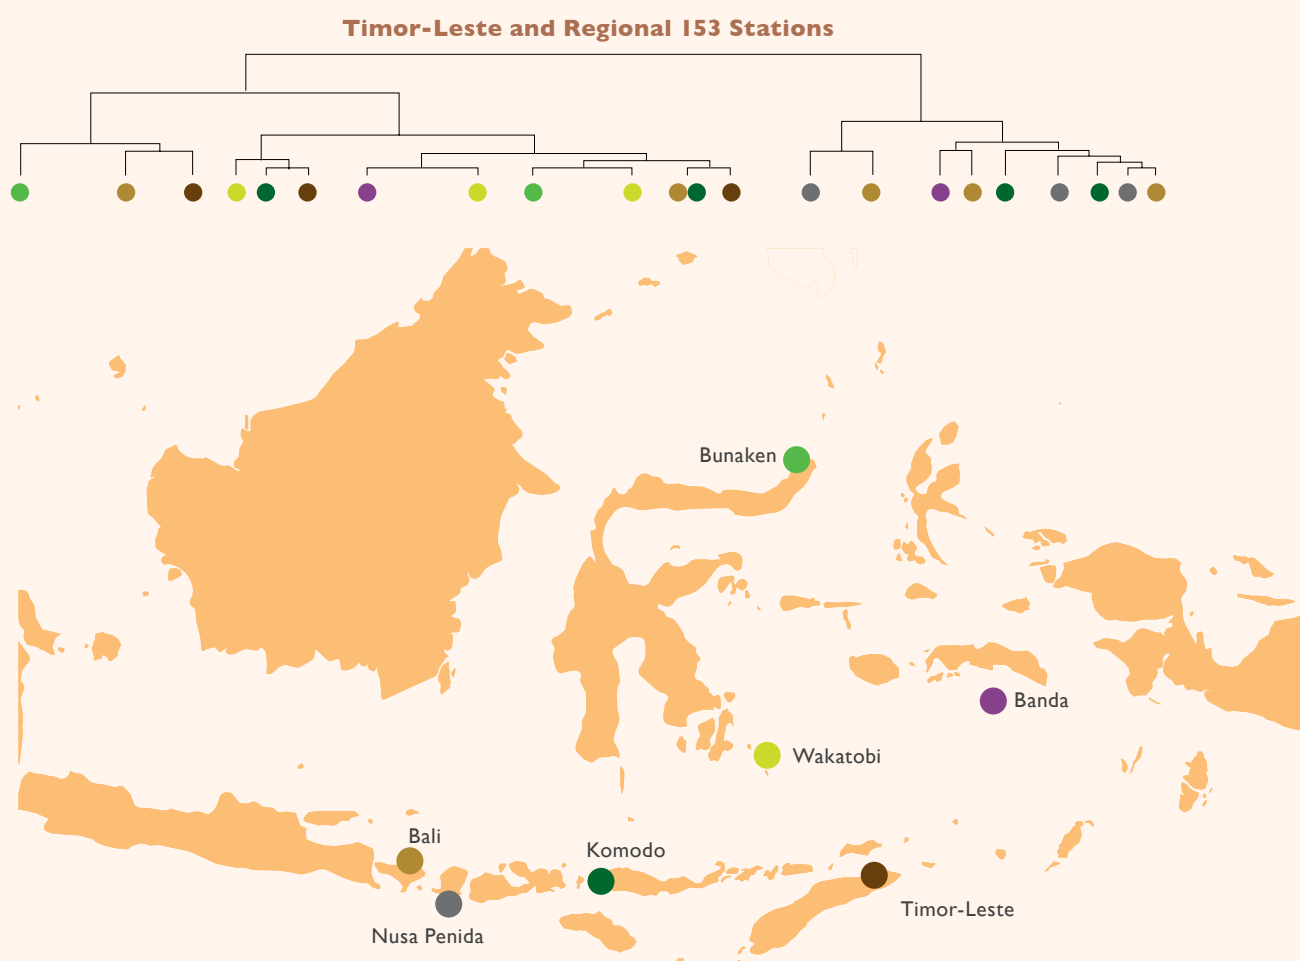 Timor-Leste and Regional 153 Stations
Bunaken
Banda
Wakatobi
Bali
Komodo
Timor-Leste
Nusa Penida